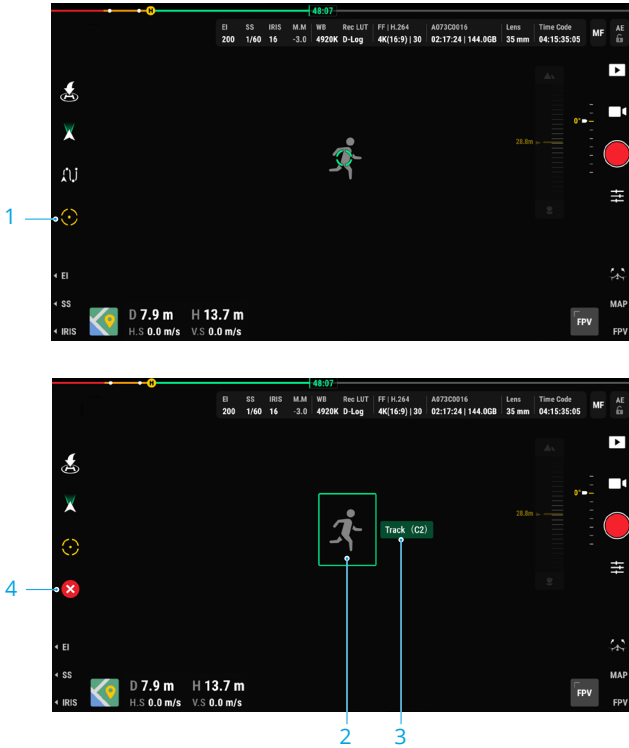 48:07
EI SS IRIS M.M WB Rec LUT FF | H.264 A073C0016 Lens Time Code MF AE
200 1/60 16 -3.0 4920K D-Log 4K(16:9) | 30 02:17:24 | 144.0GB 35 mm 04:15:35:05
H
0°
28.8m
1
EI
SS
IRIS
D 7.9 m H 13.7 m
H.S 0.0 m/s V.S 0.0 m/s
FPV
MAP
FPV
48:07
EI SS IRIS M.M WB Rec LUT FF | H.264 A073C0016 Lens Time Code MF AE
200 1/60 16 -3.0 4920K D-Log 4K(16:9) | 30 02:17:24 | 144.0GB 35 mm 04:15:35:05
H
0°
28.8m
Track (C2)
4
EI
SS
IRIS
D 7.9 m H 13.7 m
H.S 0.0 m/s V.S 0.0 m/s
FPV
MAP
FPV
2 3